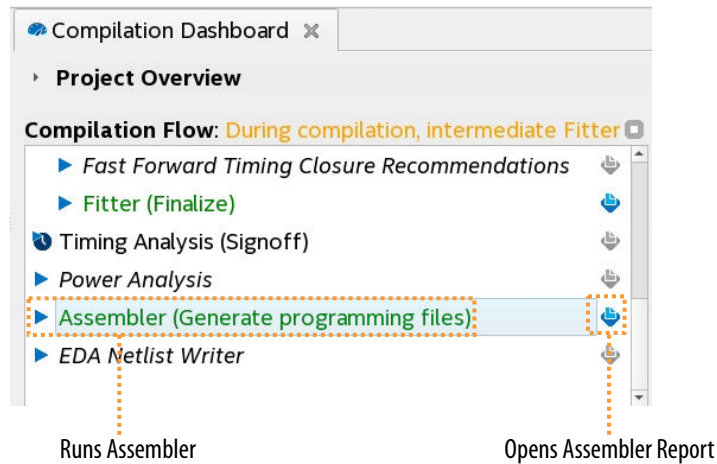 Compilation Dashboard
Project Overview
Compilation Flow: During compilation, intermediate Fitter
Fast Forward Timing Closure Recommendations
Fitter (Finalize)
Timing Analysis (Signoff)
Power Analysis
Assembler (Generate programming files)
EDA Netlist Writer
Runs Assembler
Opens Assembler Report